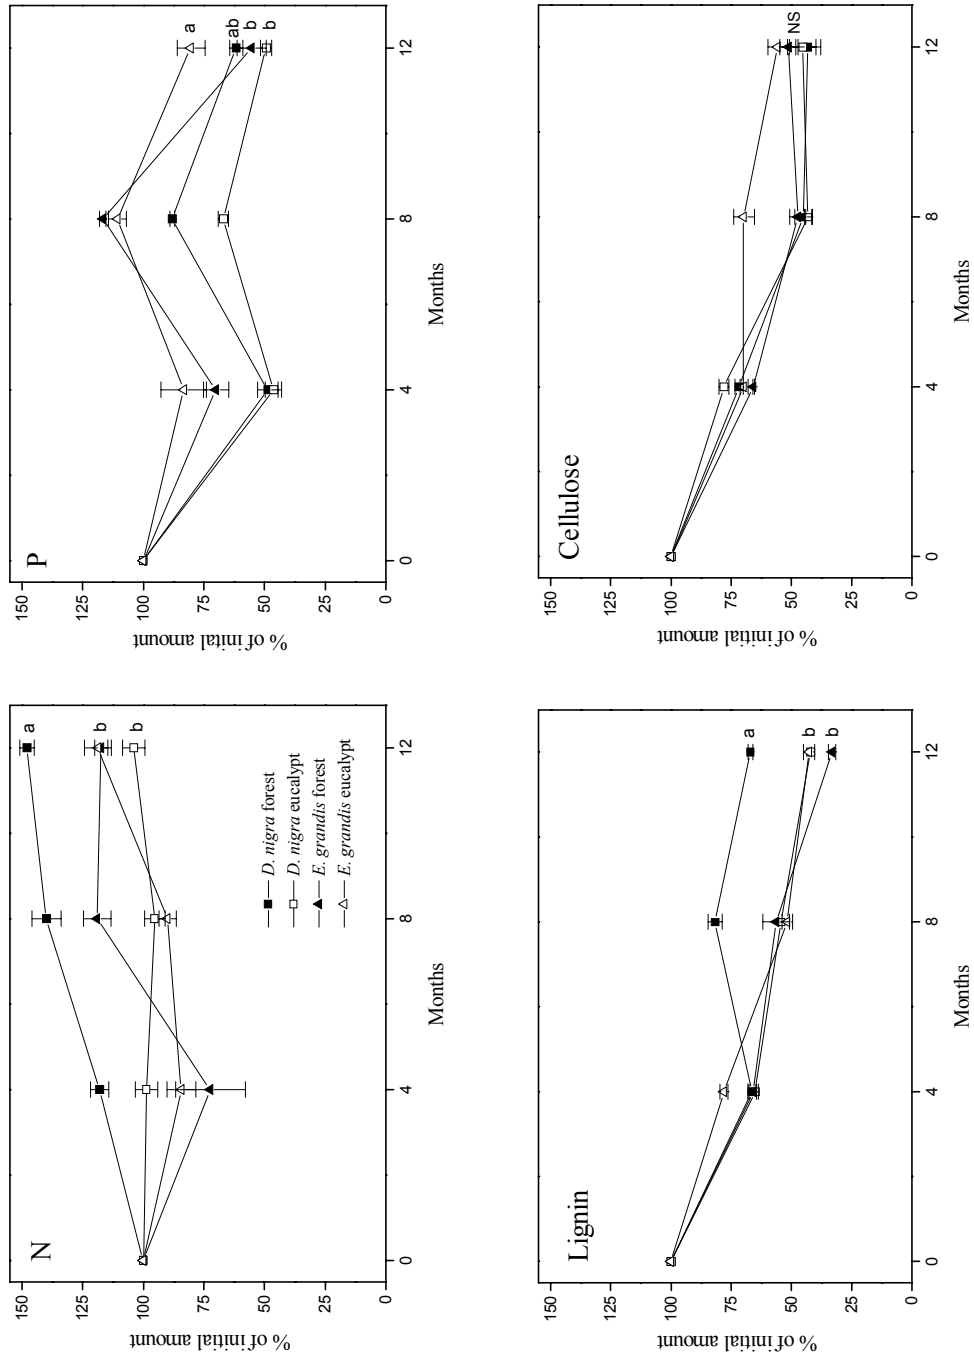 N
% of initial amount
150
125
100
75
50
25
0
a
b
b
D. nigra forest
D. nigra eucalypt
E. grandis forest
E. grandis eucalypt
0
4
8
12
Months
P
% of initial amount
150
125
100
75
50
25
0
a
ab
b
b
0
4
8
12
Months
Lignin
% of initial amount
150
125
100
75
50
25
0
a
b
b
0
4
8
12
Months
Cellulose
% of initial amount
150
125
100
75
50
25
0
NS
0
4
8
12
Months